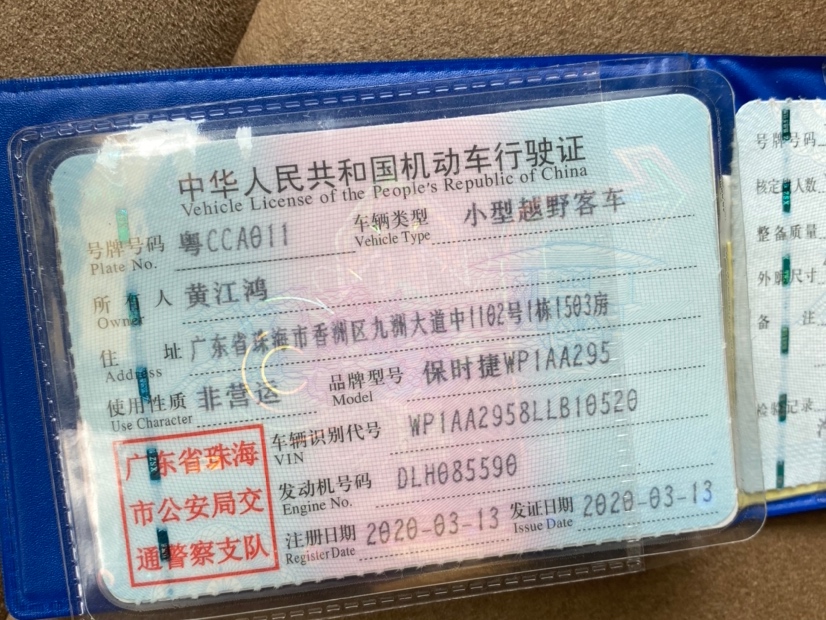 中华人民共和国机动车行驶证
Vehicle License of the People's Republic of China
号牌号码 粤CCA011 车辆类型 小型越野客车
Plate No. Vehicle Type
所有人 黄江鸿
Owner
住址 广东省珠海市香洲区九洲大道中1102号1栋1503房
Address
使用性质 非营运 品牌型号 保时捷WP1AA295
Use Character Model
车辆识别代号 WP1AA2958LLB10520
VIN
发动机号码 DLH085590
Engine No.
注册日期 2020-03-13 发证日期 2020-03-13
Register Date Issue Date
广东省珠海
市公安局交
通警察支队
号牌号码
核定人数
整备质量
外廓尺寸
备注
检验记录